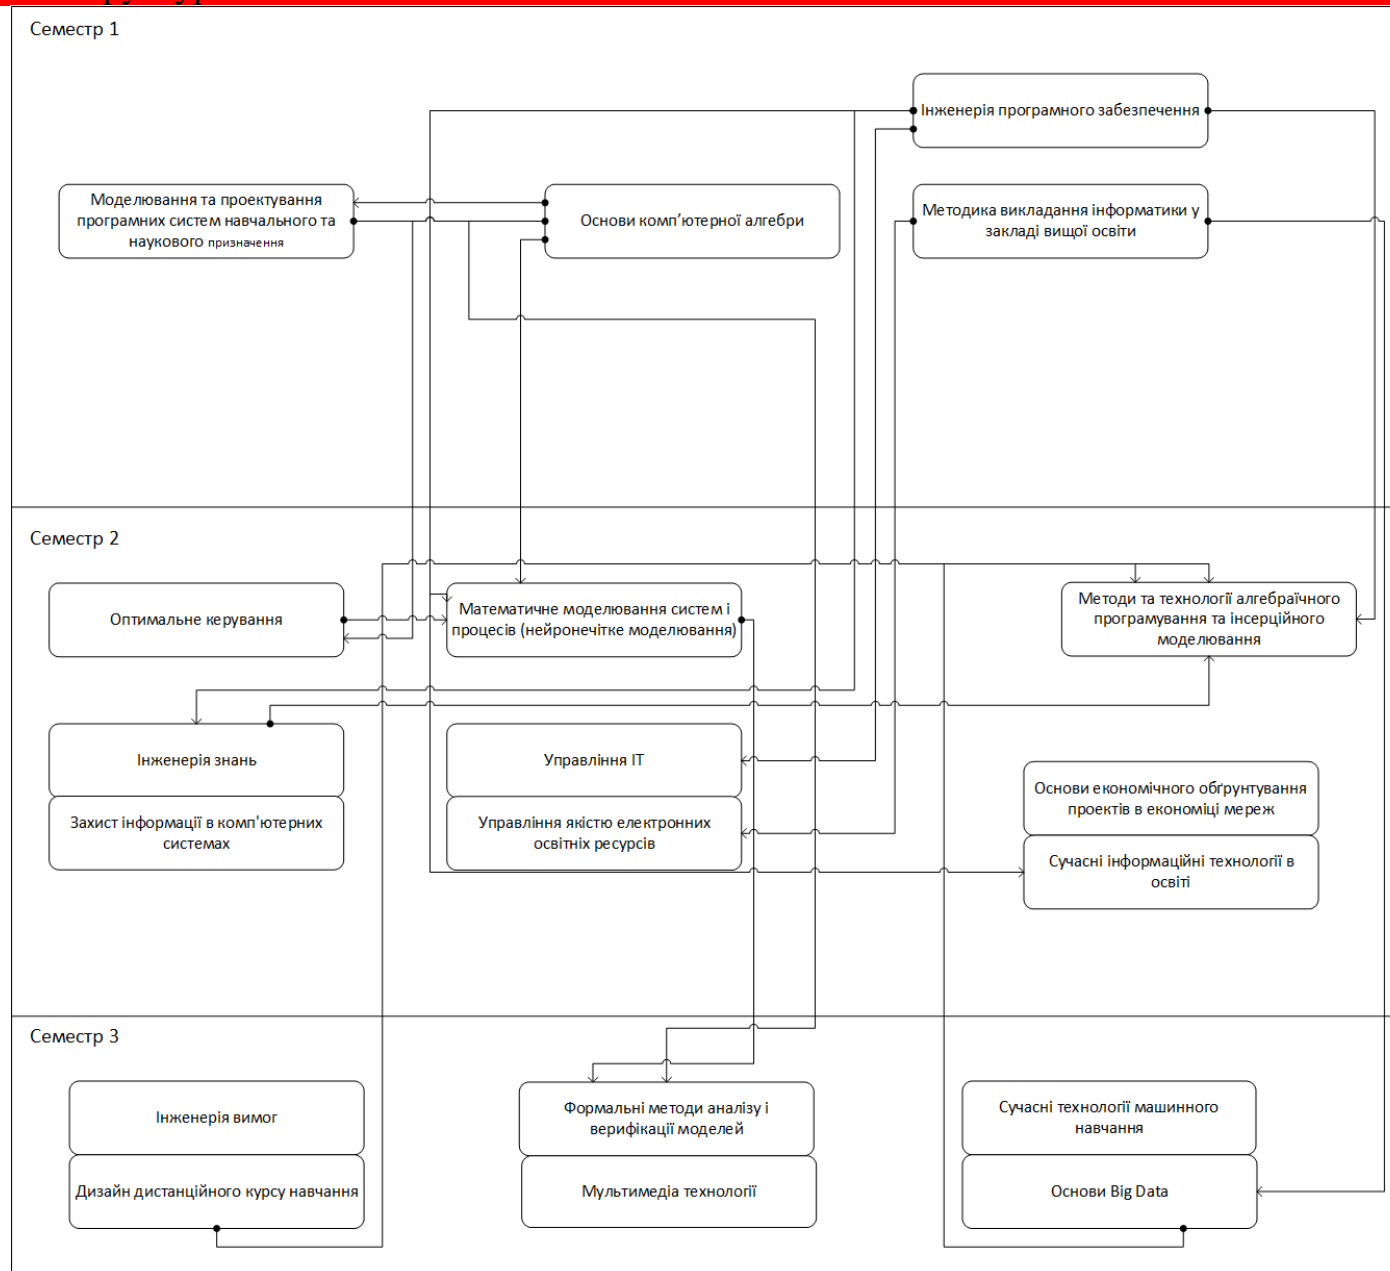 Семестр 1
Інженерія програмного забезпечення
Моделювання та проектування
програмних систем навчального та
наукового призначення
Основи комп’ютерної алгебри
Методика викладання інформатики у
закладі вищої освіти
Семестр 2
Оптимальне керування
Математичне моделювання систем і
процесів (нейронечітке моделювання)
Методи та технології алгебраїчного
програмування та інсерційного
моделювання
Інженерія знань
Захист інформації в комп'ютерних
системах
Управління ІТ
Управління якістю електронних
освітніх ресурсів
Основи економічного обґрунтування
проектів в економіці мереж
Сучасні інформаційні технології в
освіті
Семестр 3
Інженерія вимог
Дизайн дистанційного курсу навчання
Формальні методи аналізу і
верифікації моделей
Мультимедіа технології
Сучасні технології машинного
навчання
Основи Big Data